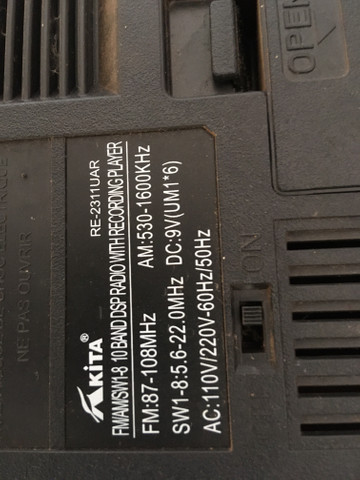 NE PAS OUVRIR
RE-2311UAR
AKiTA®
FM/AM/SW1-8 10 BAND DSP RADIO WITH RECORDING PLAYER
FM:87-108MHz AM:530-1600KHz
SW1-8:5.6-22.0MHz DC:9V(UM1*6)
AC:110V/220V-60Hz/50Hz
ON
OPEN